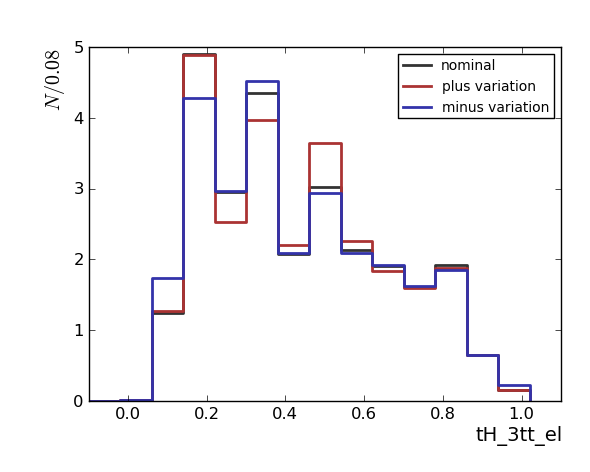 N/0.08
5
4
3
2
1
0
nominal
plus variation
minus variation
0.0 0.2 0.4 0.6 0.8 1.0
tH_3tt_el